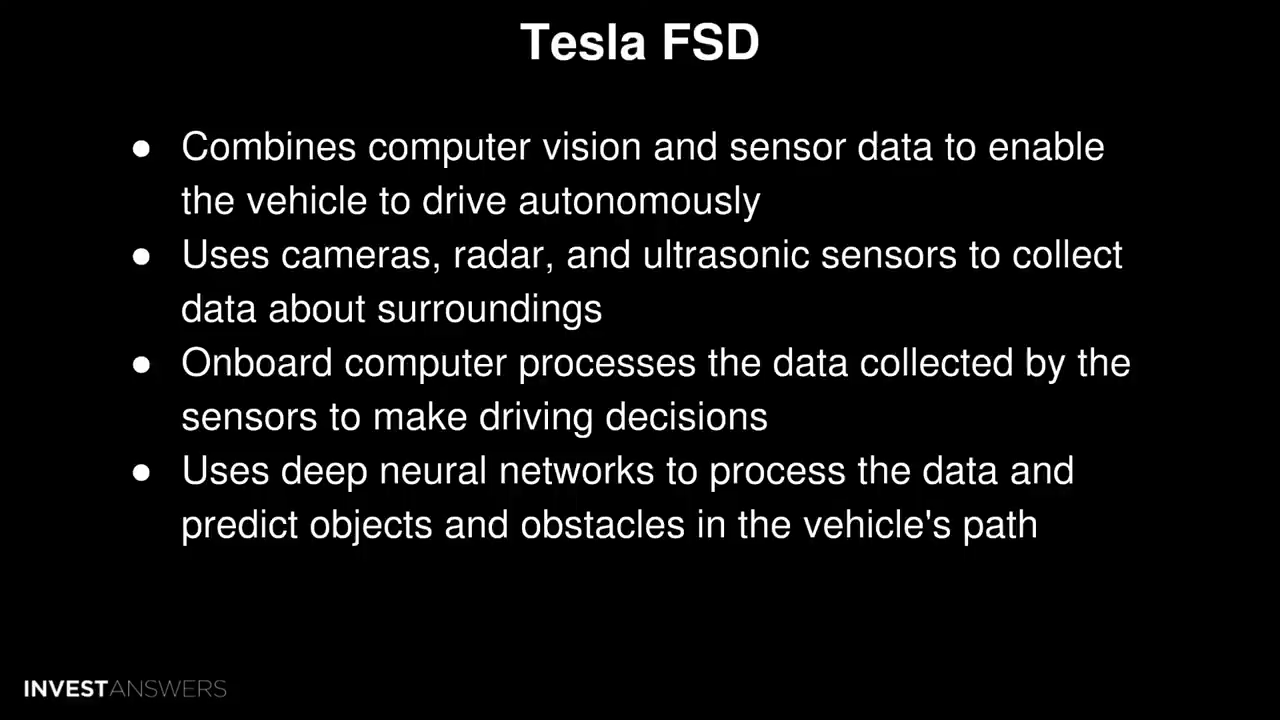 Tesla FSD
● Combines computer vision and sensor data to enable
the vehicle to drive autonomously
● Uses cameras, radar, and ultrasonic sensors to collect
data about surroundings
● Onboard computer processes the data collected by the
sensors to make driving decisions
● Uses deep neural networks to process the data and
predict objects and obstacles in the vehicle's path
INVESTANSWERS